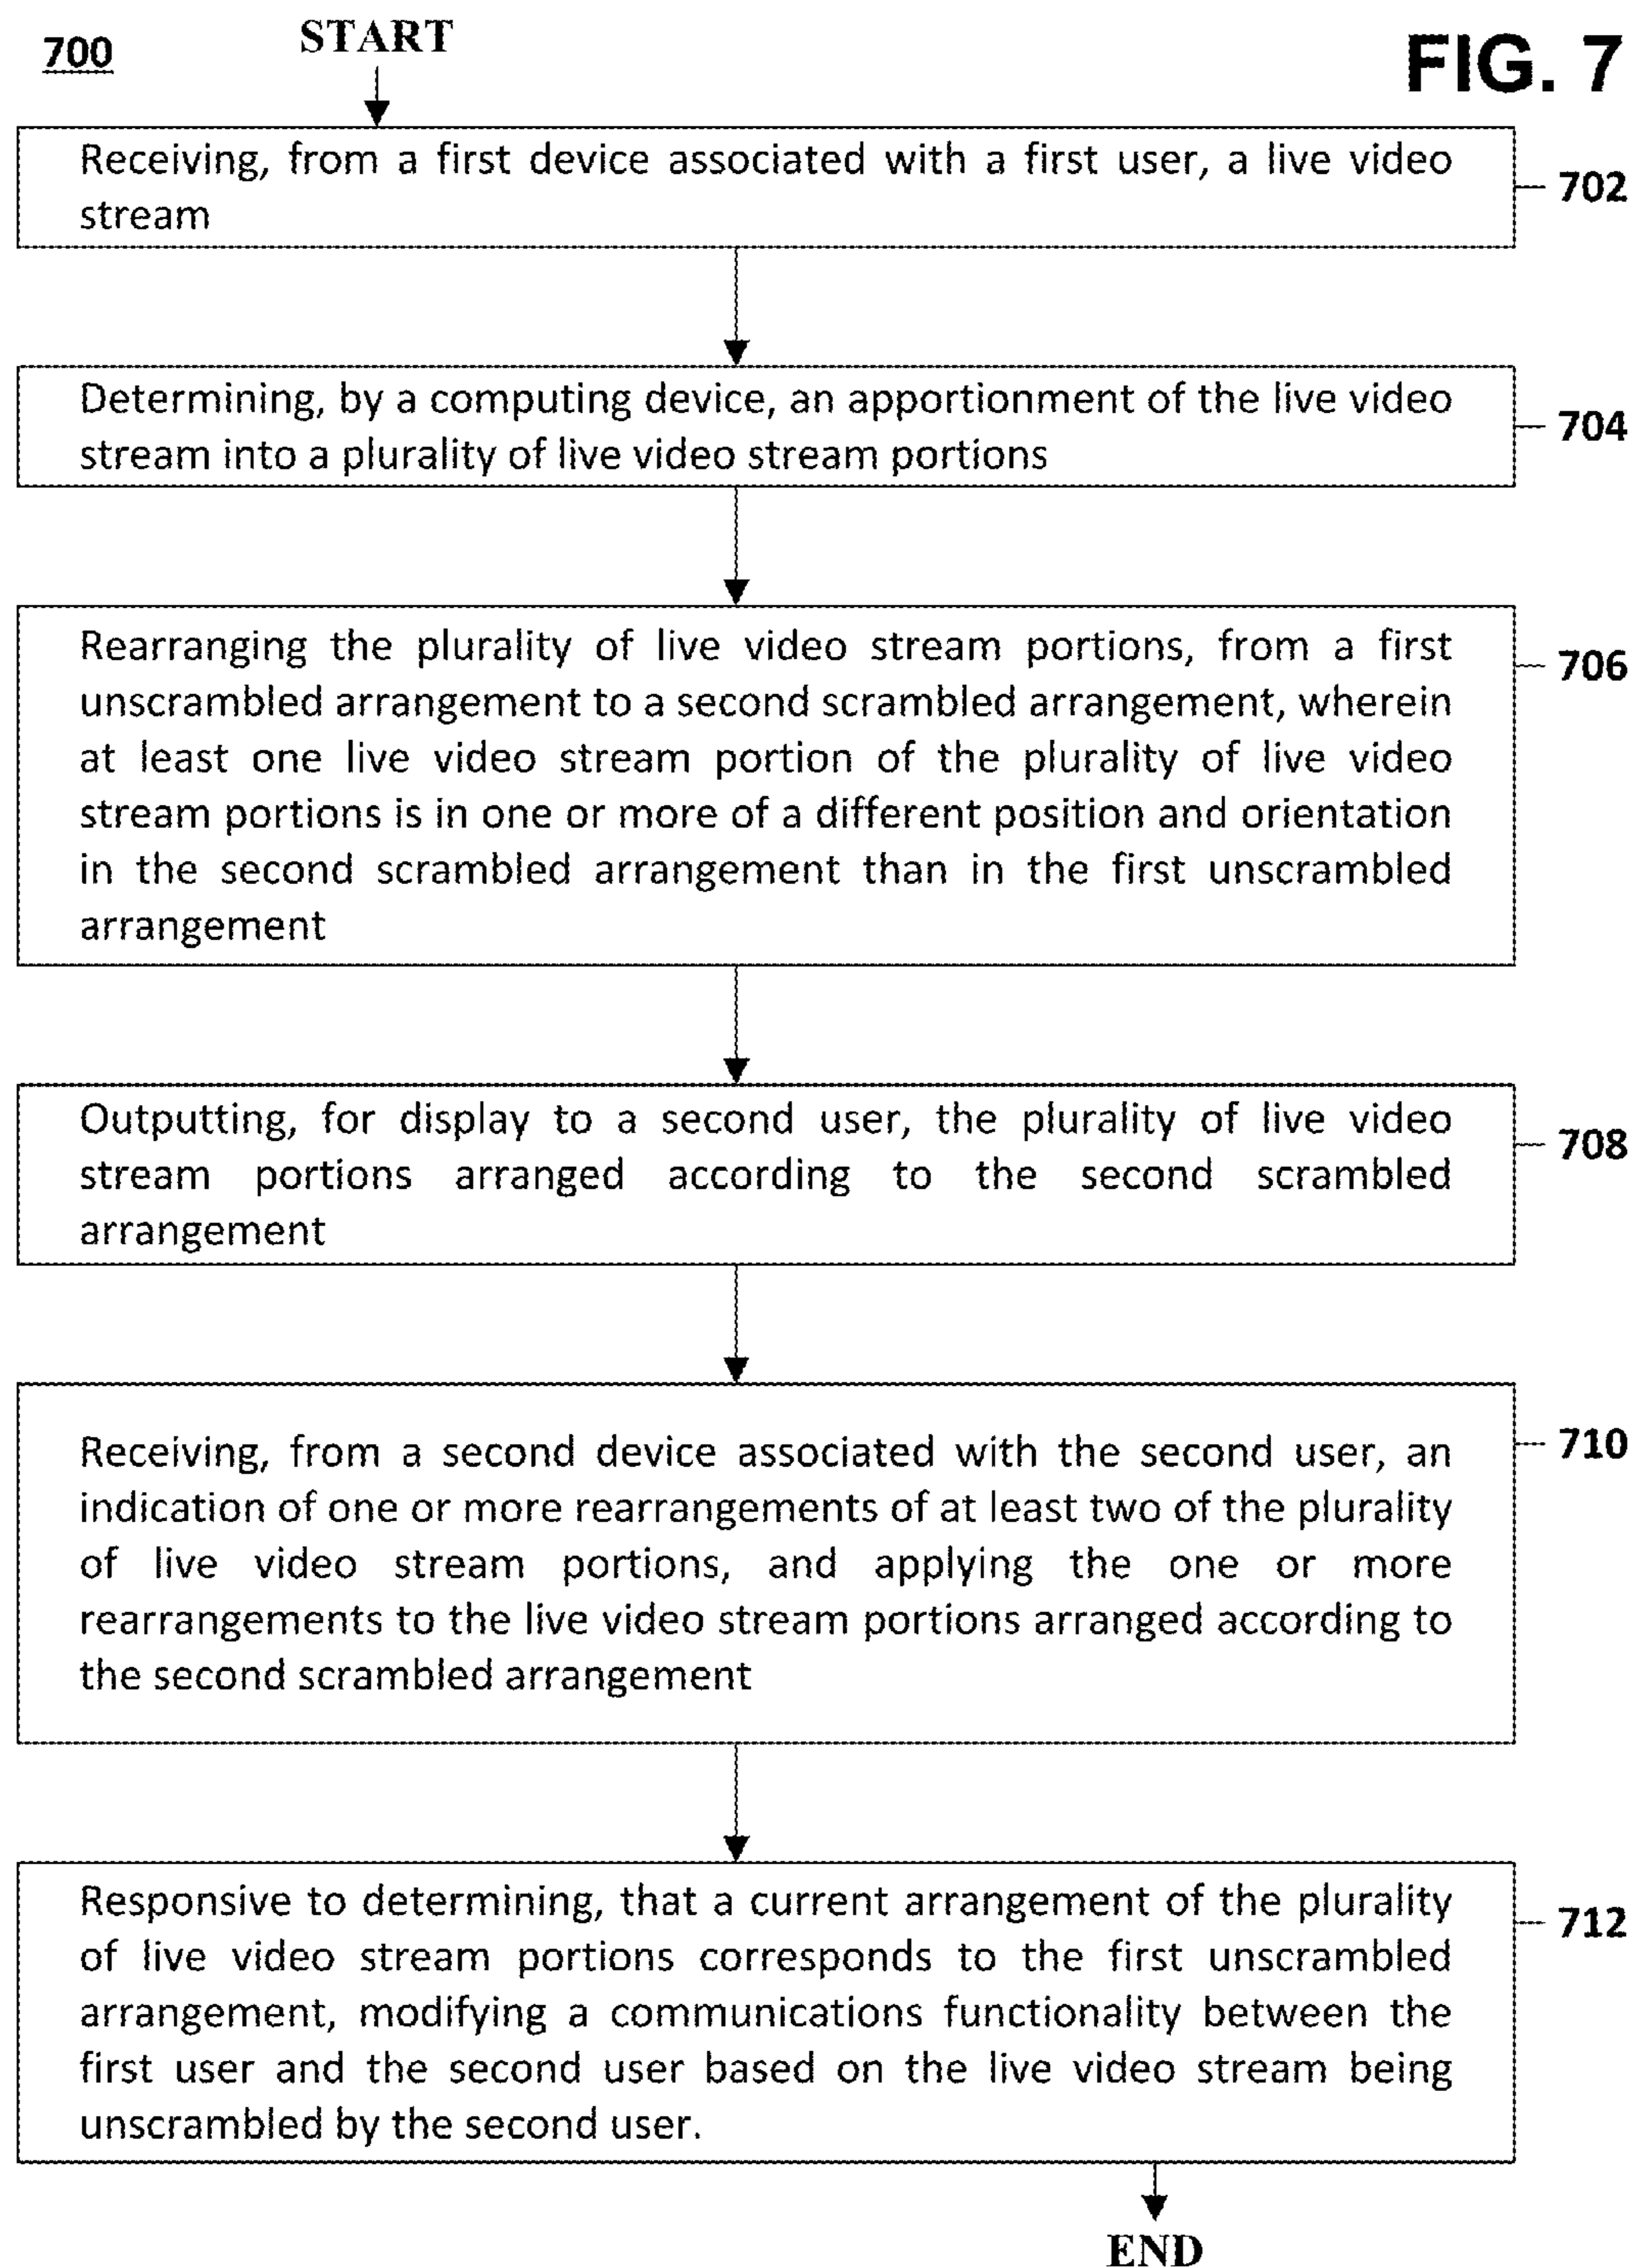 700
START
FIG. 7
Receiving, from a first device associated with a first user, a live video
stream
702
Determining, by a computing device, an apportionment of the live video
stream into a plurality of live video stream portions
704
Rearranging the plurality of live video stream portions, from a first
unscrambled arrangement to a second scrambled arrangement, wherein
at least one live video stream portion of the plurality of live video
stream portions is in one or more of a different position and orientation
in the second scrambled arrangement than in the first unscrambled
arrangement
706
Outputting, for display to a second user, the plurality of live video
stream portions arranged according to the second scrambled
arrangement
708
Receiving, from a second device associated with the second user, an
indication of one or more rearrangements of at least two of the plurality
of live video stream portions, and applying the one or more
rearrangements to the live video stream portions arranged according to
the second scrambled arrangement
710
Responsive to determining, that a current arrangement of the plurality
of live video stream portions corresponds to the first unscrambled
arrangement, modifying a communications functionality between the
first user and the second user based on the live video stream being
unscrambled by the second user.
712
END